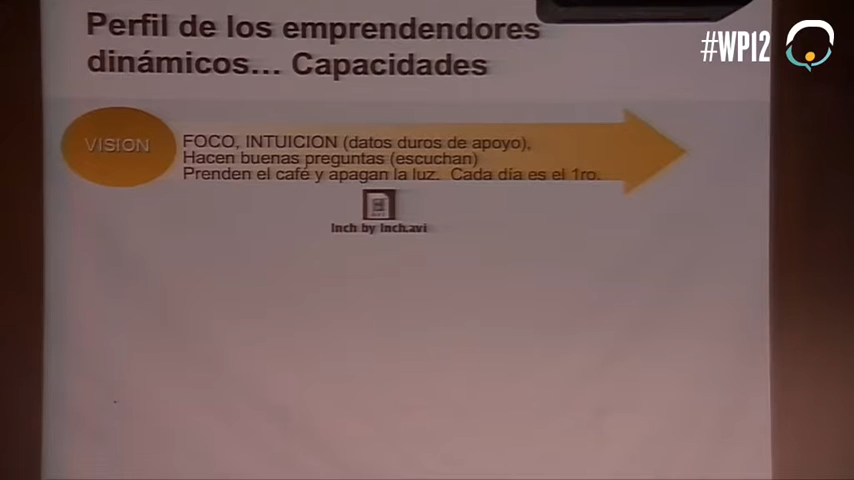 Perfil de los emprendendores
dinámicos... Capacidades
#WP12
VISION
FOCO, INTUICION (datos duros de apoyo),
Hacen buenas preguntas (escuchan)
Prenden el café y apagan la luz. Cada día es el 1ro.
Inch by Inch.avi